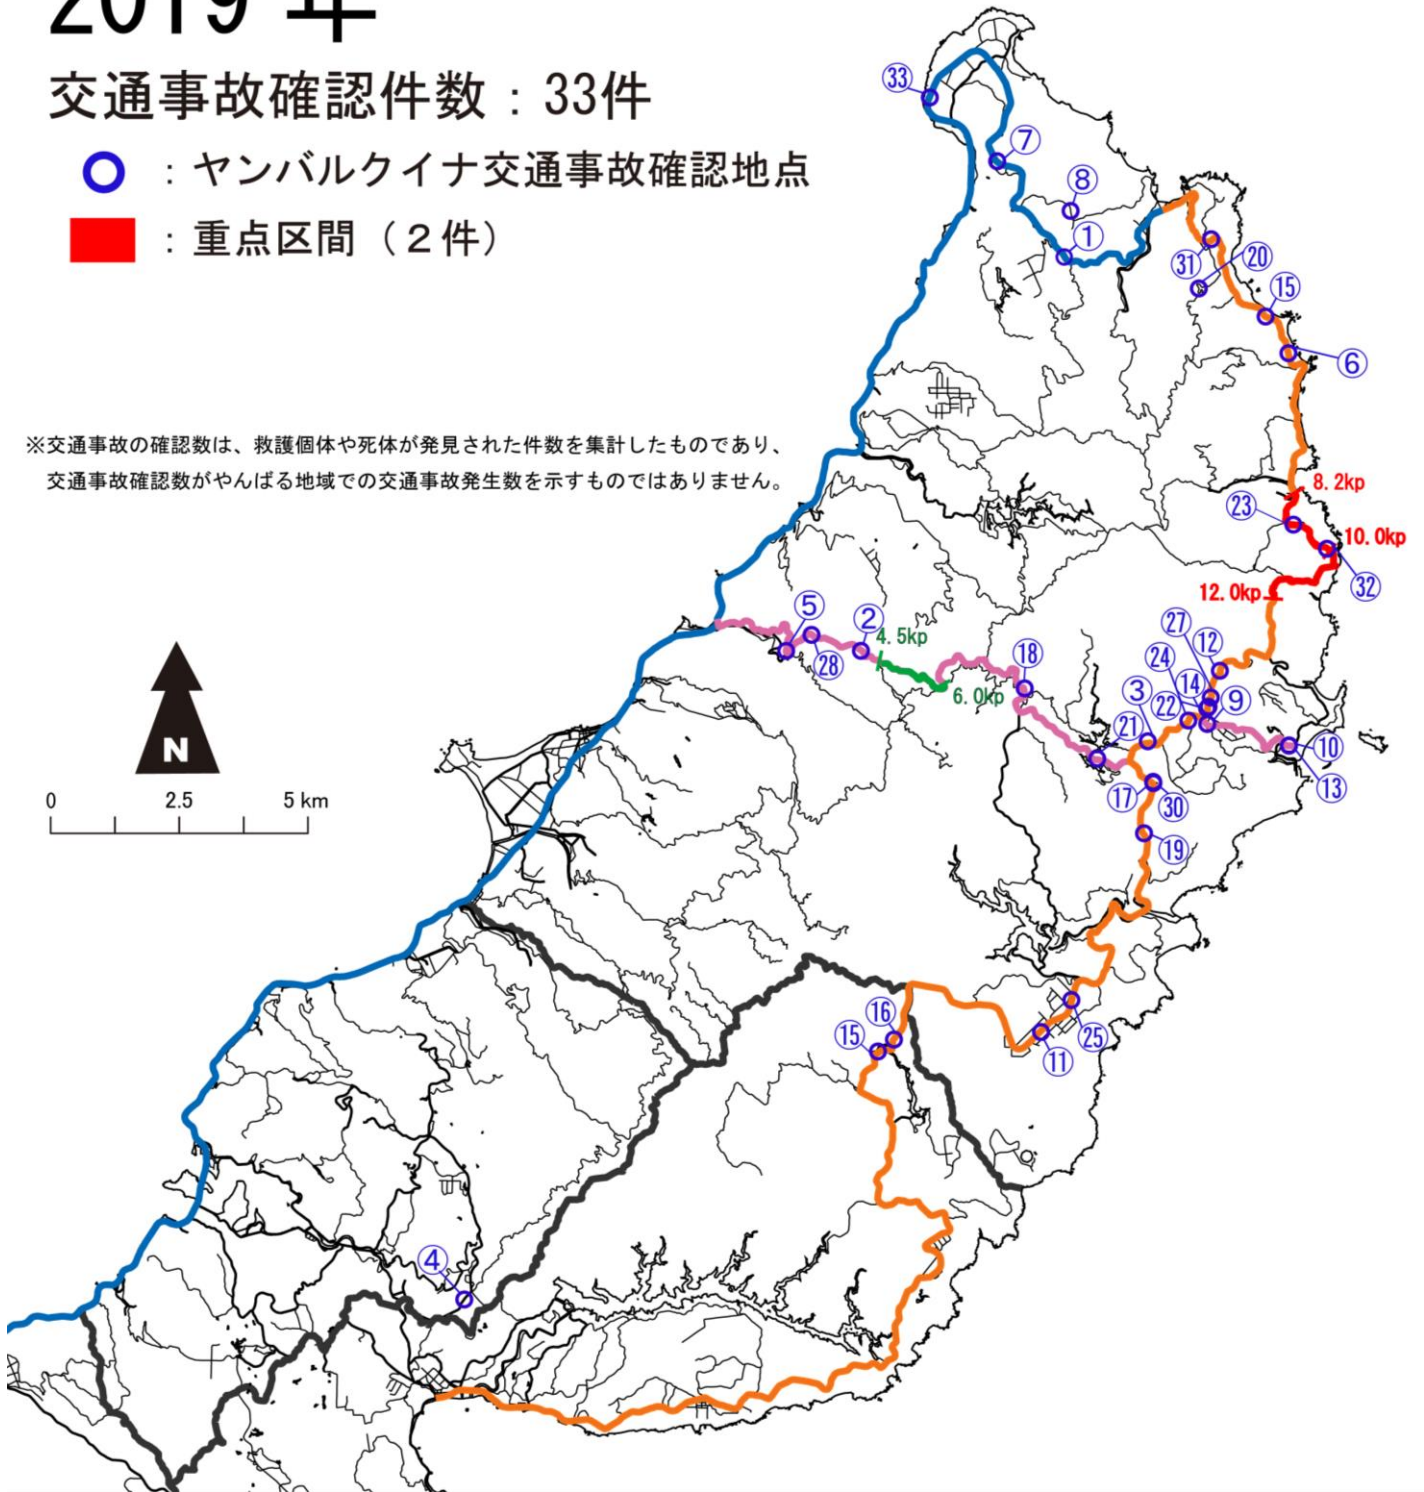 2019 年
交通事故確認件数：33件
：ヤンバルクイナ交通事故確認地点
：重点区間（２件）
※交通事故の確認数は、救護個体や死体が発見された件数を集計したものであり、
交通事故確認数がやんばる地域での交通事故発生数を示すものではありません。
㉝
⑦
⑧
①
㉛
⑳
⑮
⑥
8.2kp
㉓
10.0kp
㉜
12.0kp
⑤
②
㉘
4.5kp
6.0kp
⑱
㉗
⑫
㉔
⑭
③
㉒
⑨
㉑
⑩
⑬
⑰
㉚
⑲
N
0 2.5 5 km
⑯
⑮
㉕
⑪
④